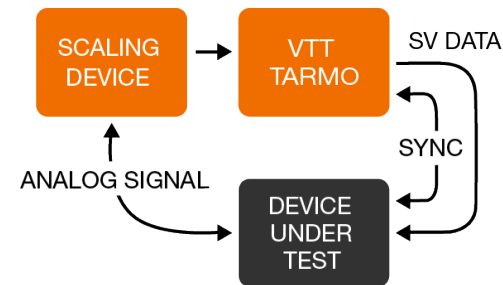 SCALING
DEVICE
VTT
TARMO
SV DATA
SYNC
ANALOG SIGNAL
DEVICE
UNDER
TEST